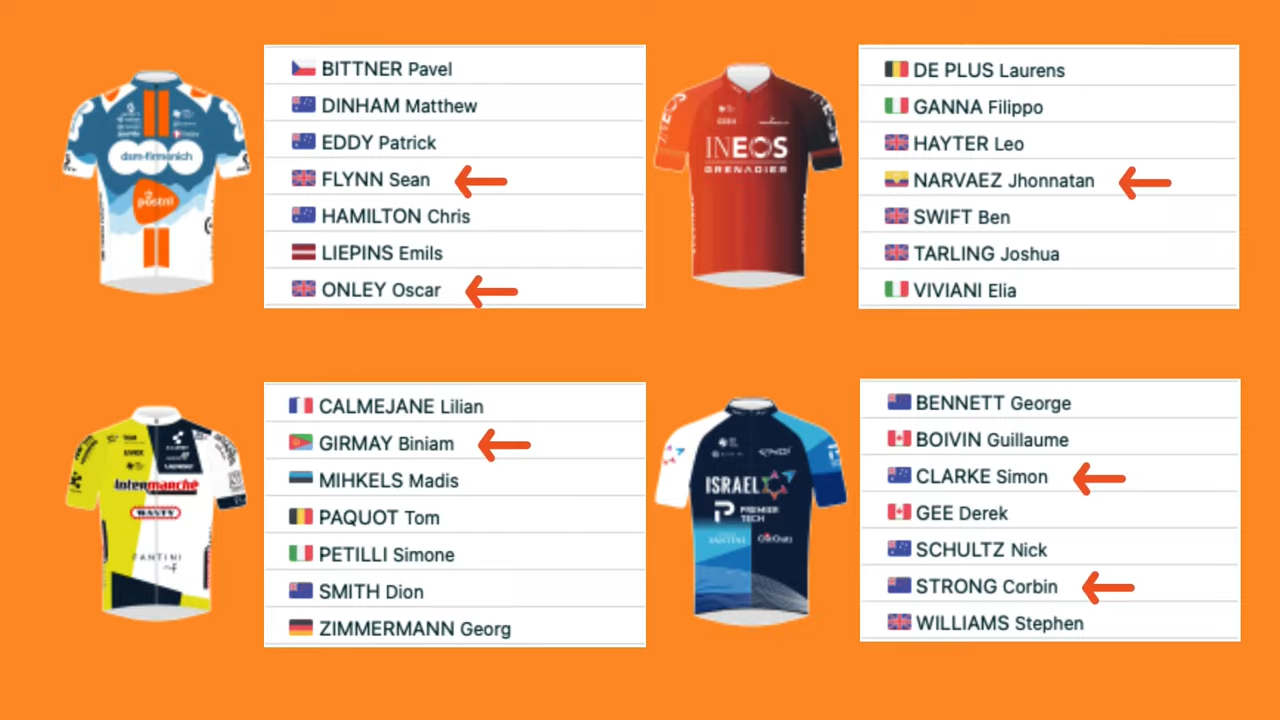 dsm-firmenich
postnl
BITTNER Pavel
DINHAM Matthew
EDDY Patrick
FLYNN Sean
HAMILTON Chris
LIEPINS Emils
ONLEY Oscar
INEOS
INEOS
GRENADIER
DE PLUS Laurens
GANNA Filippo
HAYTER Leo
NARVAEZ Jhonnatan
SWIFT Ben
TARLING Joshua
VIVIANI Elia
Intermarché
WANTY
FANTINI
CALMEJANE Lilian
GIRMAY Biniam
MIHKELS Madis
PAQUOT Tom
PETILLI Simone
SMITH Dion
ZIMMERMANN Georg
ISRAEL
PREMIER
TECH
BENNETT George
BOIVIN Guillaume
CLARKE Simon
GEE Derek
SCHULTZ Nick
STRONG Corbin
WILLIAMS Stephen